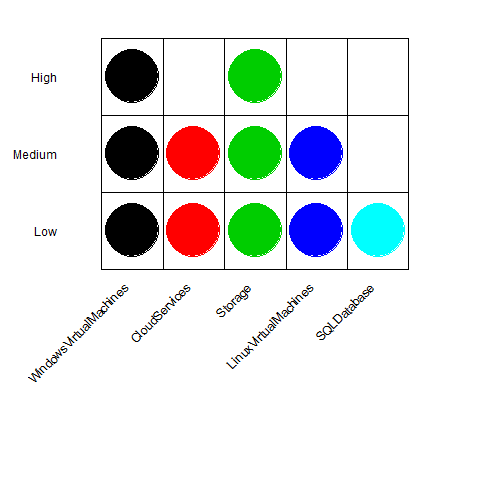 High
Medium
Low
WindowsVirtualMachines
CloudServices
Storage
LinuxVirtualMachines
SQLDatabase